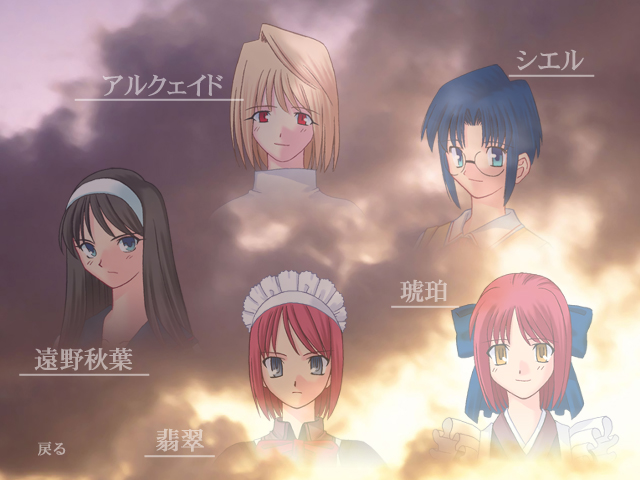 シエル
アルクェイド
琥珀
遠野秋葉
翡翠
戻る